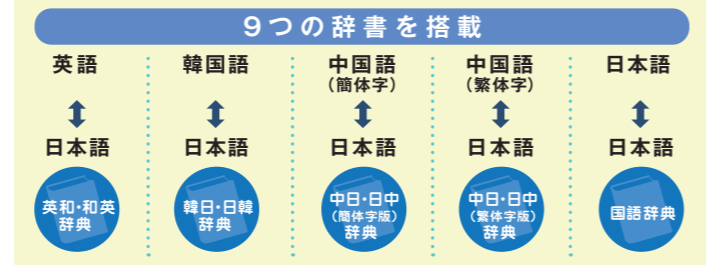 9つの辞書を搭載
英語
日本語
英和・和英
辞典
韓国語
日本語
韓日・日韓
辞典
中国語
（簡体字）
日本語
中日・日中
（簡体字版）
辞典
中国語
（繁体字）
日本語
中日・日中
（繁体字版）
辞典
日本語
日本語
国語辞典